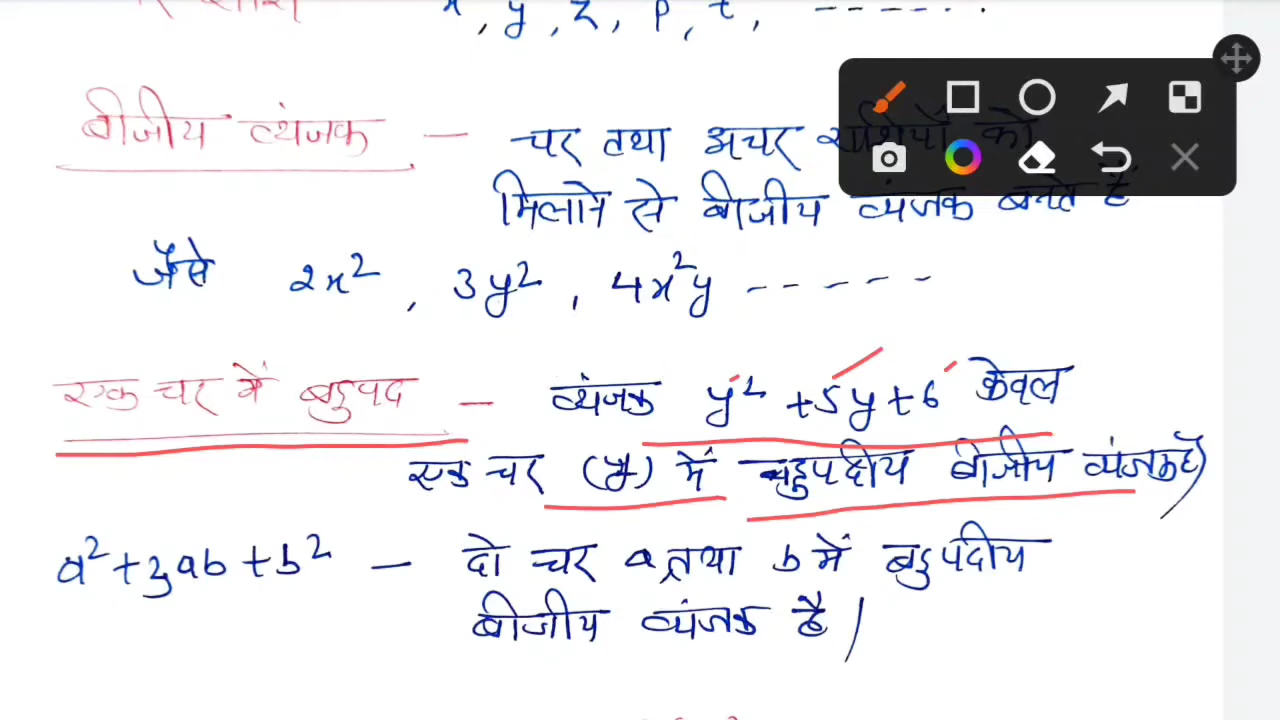 x, y, z, p, t, ------.
बीजीय व्यंजक – चर तथा अचर राशियों को
मिलाने से बीजीय व्यंजक बनते हैं
जैसे 2x², 3y², 4x²y ------
एक चर में बहुपद – व्यंजक y² + 5y + 6 केवल
एक चर (y) में बहुपदीय बीजीय व्यंजक है।
a² + 3ab + b² – दो चर a तथा b में बहुपदीय
बीजीय व्यंजक है।